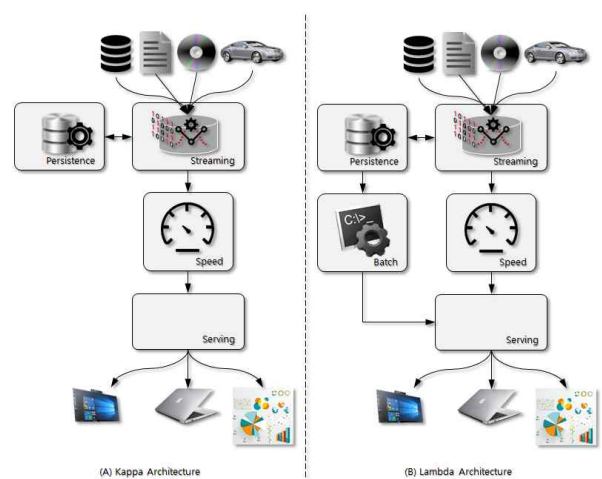 Persistence
Streaming
Speed
Serving
(A) Kappa Architecture
Persistence
Streaming
C:\>_
Batch
Speed
Serving
(B) Lambda Architecture